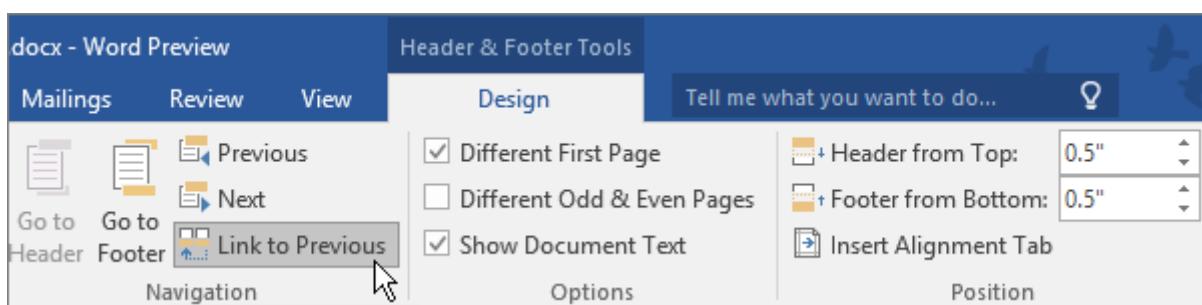 docx - Word Preview
Header & Footer Tools
Mailings Review View Design Tell me what you want to do...
Previous Different First Page Header from Top: 0.5"
Next Different Odd & Even Pages Footer from Bottom: 0.5"
Go to Header Go to Footer Link to Previous Show Document Text Insert Alignment Tab
Navigation Options Position